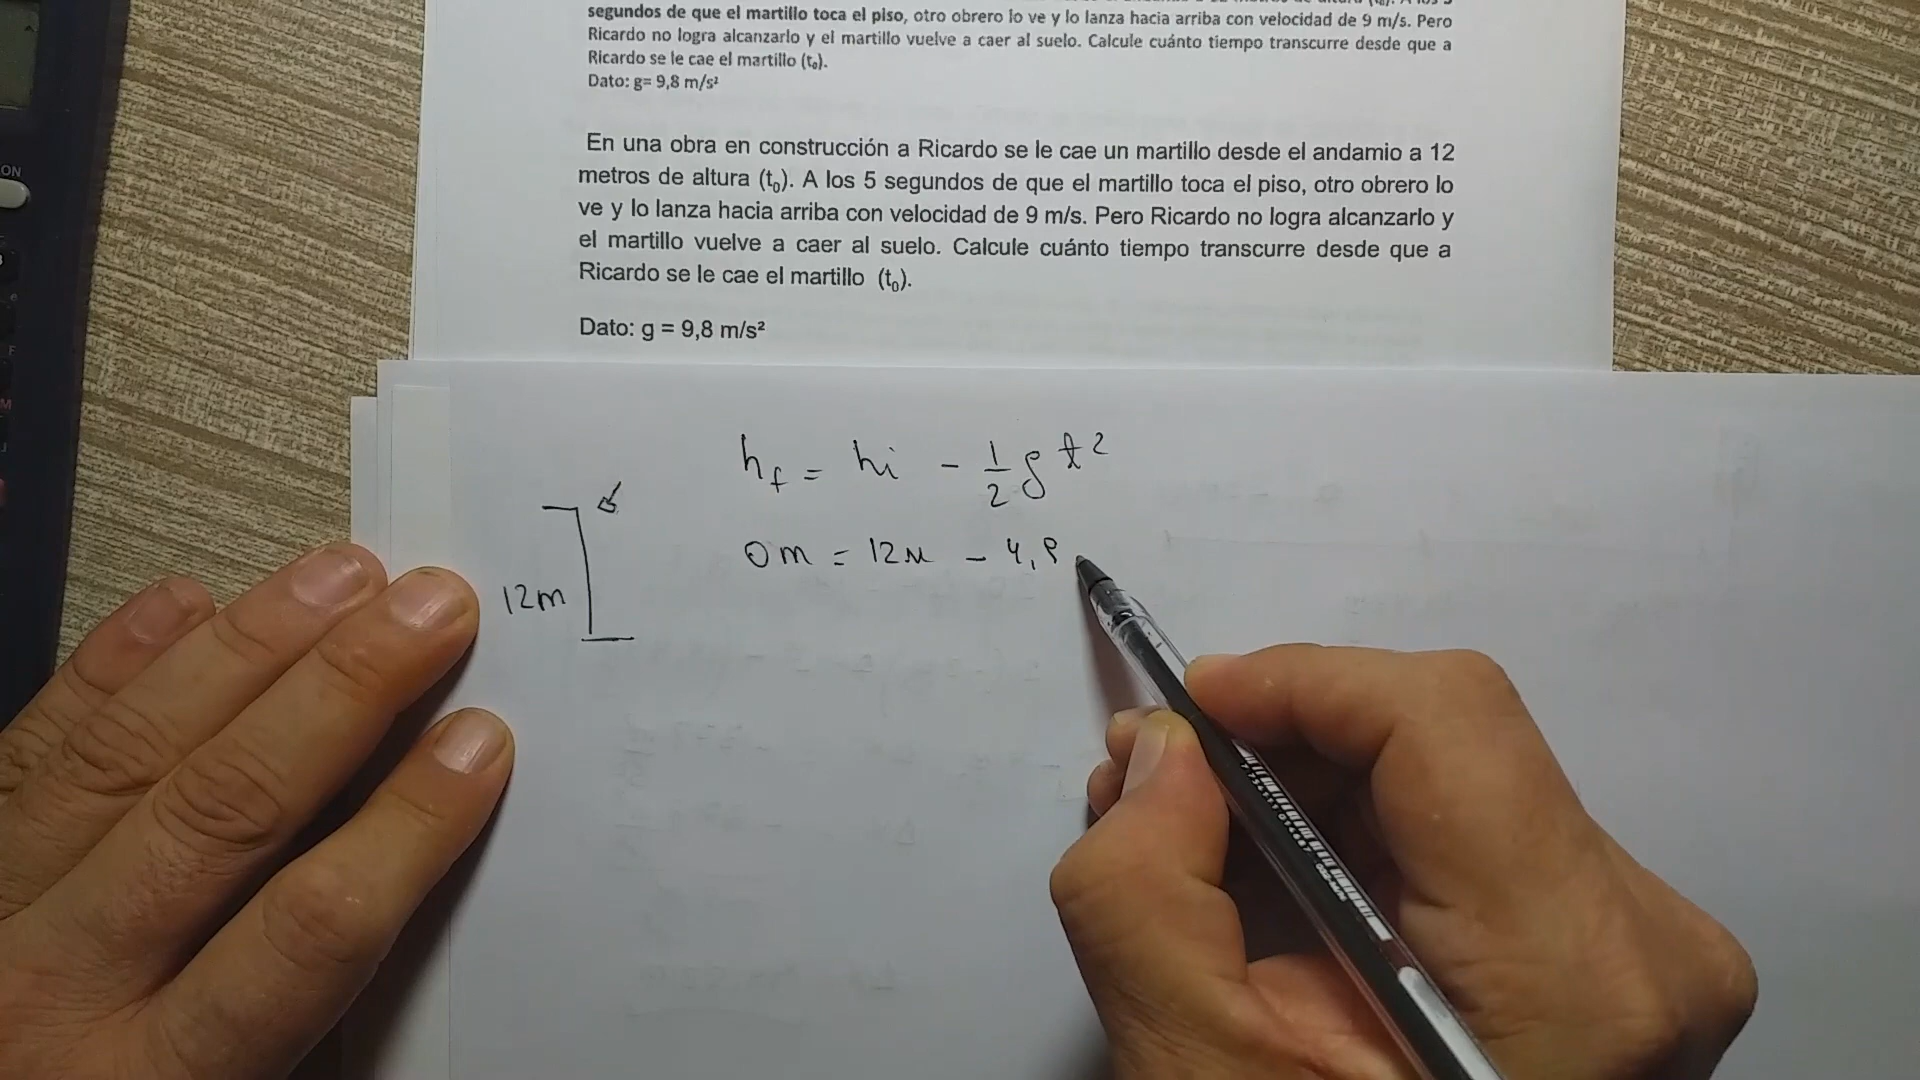 segundos de que el martillo toca el piso, otro obrero lo ve y lo lanza hacia arriba con velocidad de 9 m/s. Pero
Ricardo no logra alcanzarlo y el martillo vuelve a caer al suelo. Calcule cuánto tiempo transcurre desde que a
Ricardo se le cae el martillo (t₀).
Dato: g= 9,8 m/s²
En una obra en construcción a Ricardo se le cae un martillo desde el andamio a 12
metros de altura (t₀). A los 5 segundos de que el martillo toca el piso, otro obrero lo
ve y lo lanza hacia arriba con velocidad de 9 m/s. Pero Ricardo no logra alcanzarlo y
el martillo vuelve a caer al suelo. Calcule cuánto tiempo transcurre desde que a
Ricardo se le cae el martillo (t₀).
Dato: g = 9,8 m/s²
hf = hi - 1/2 g t²
0m = 12m - 4,9
12m
ON